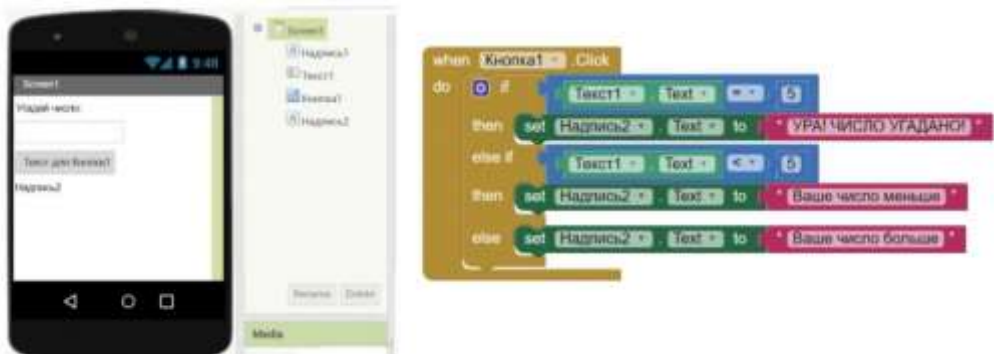 9:48
Screen1
Угадай число
Текст для Кнопка1
Надпись2
Screen1
Надпись1
Текст1
Кнопка1
Надпись2
Rename Delete
Media
when Кнопка1 .Click
do if Текст1 . Text = 5
then set Надпись2 . Text to " УРА! ЧИСЛО УГАДАНО! "
else if Текст1 . Text < 5
then set Надпись2 . Text to " Ваше число меньше "
else set Надпись2 . Text to " Ваше число больше "